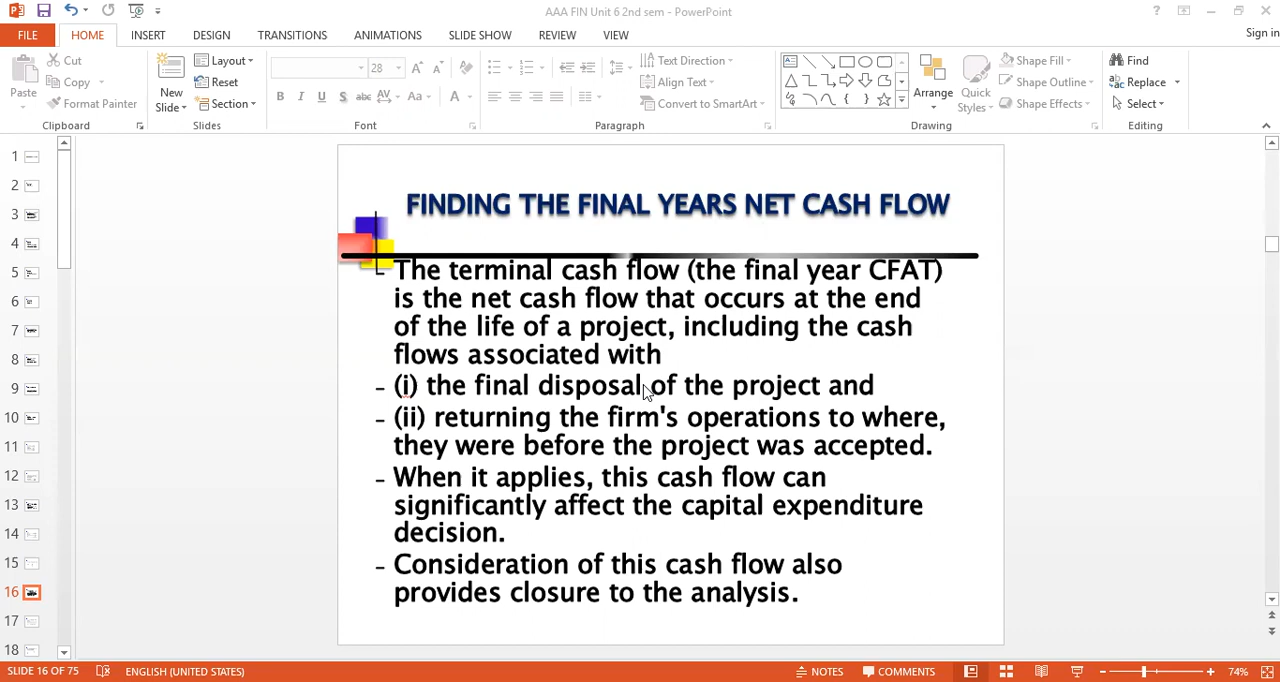 AAA FIN Unit 6 2nd sem - PowerPoint
?
FILE HOME INSERT DESIGN TRANSITIONS ANIMATIONS SLIDE SHOW REVIEW VIEW Sign in
Paste
Cut
Copy
Format Painter
Clipboard
New Slide
Layout
Reset
Section
Slides
28
B I U S abc AV Aa A
Font
Text Direction
Align Text
Convert to SmartArt
Paragraph
Arrange
Quick Styles
Shape Fill
Shape Outline
Shape Effects
Drawing
Find
Replace
Select
Editing
1
2
3
4
5
6
7
8
9
10
11
12
13
14
15
16
17
18
FINDING THE FINAL YEARS NET CASH FLOW
- The terminal cash flow (the final year CFAT)
is the net cash flow that occurs at the end
of the life of a project, including the cash
flows associated with
- (i) the final disposal of the project and
- (ii) returning the firm's operations to where,
they were before the project was accepted.
- When it applies, this cash flow can
significantly affect the capital expenditure
decision.
- Consideration of this cash flow also
provides closure to the analysis.
SLIDE 16 OF 75 ENGLISH (UNITED STATES) NOTES COMMENTS 74%